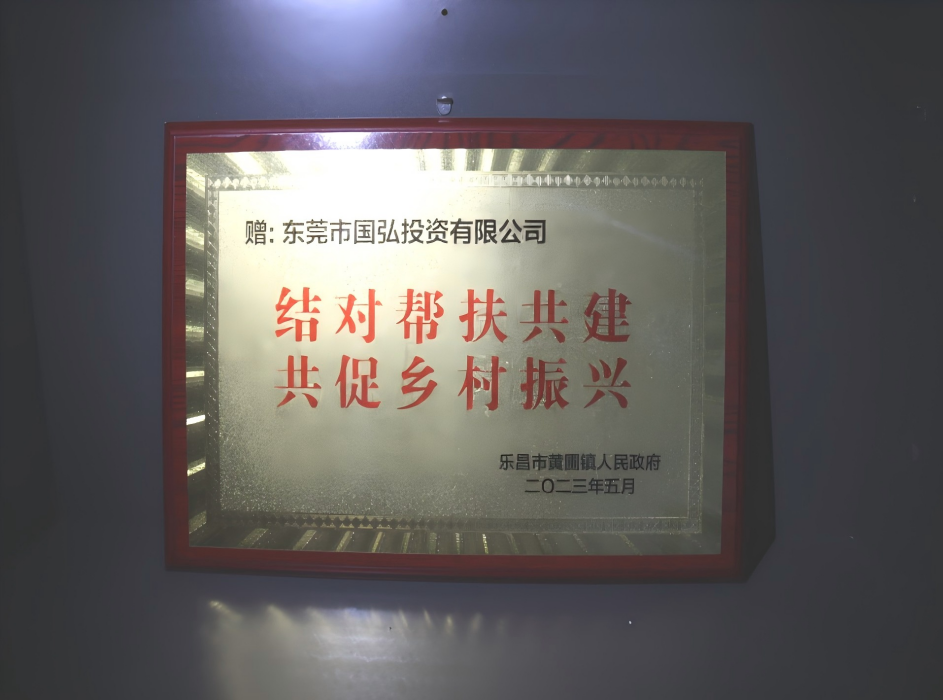 赠: 东莞市国弘投资有限公司
结对帮扶共建
共促乡村振兴
乐昌市黄圃镇人民政府
二〇二三年五月